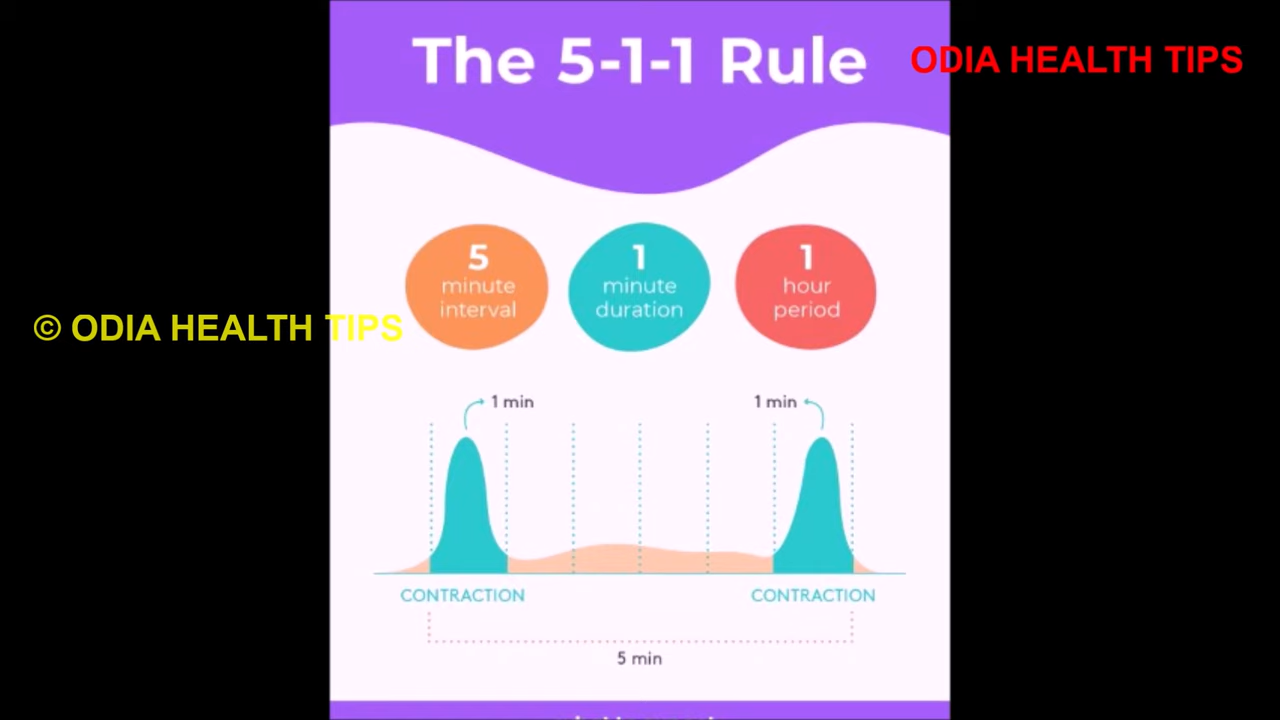 The 5-1-1 Rule
ODIA HEALTH TIPS
5
minute
interval
1
minute
duration
1
hour
period
© ODIA HEALTH TIPS
1 min
1 min
CONTRACTION
CONTRACTION
5 min